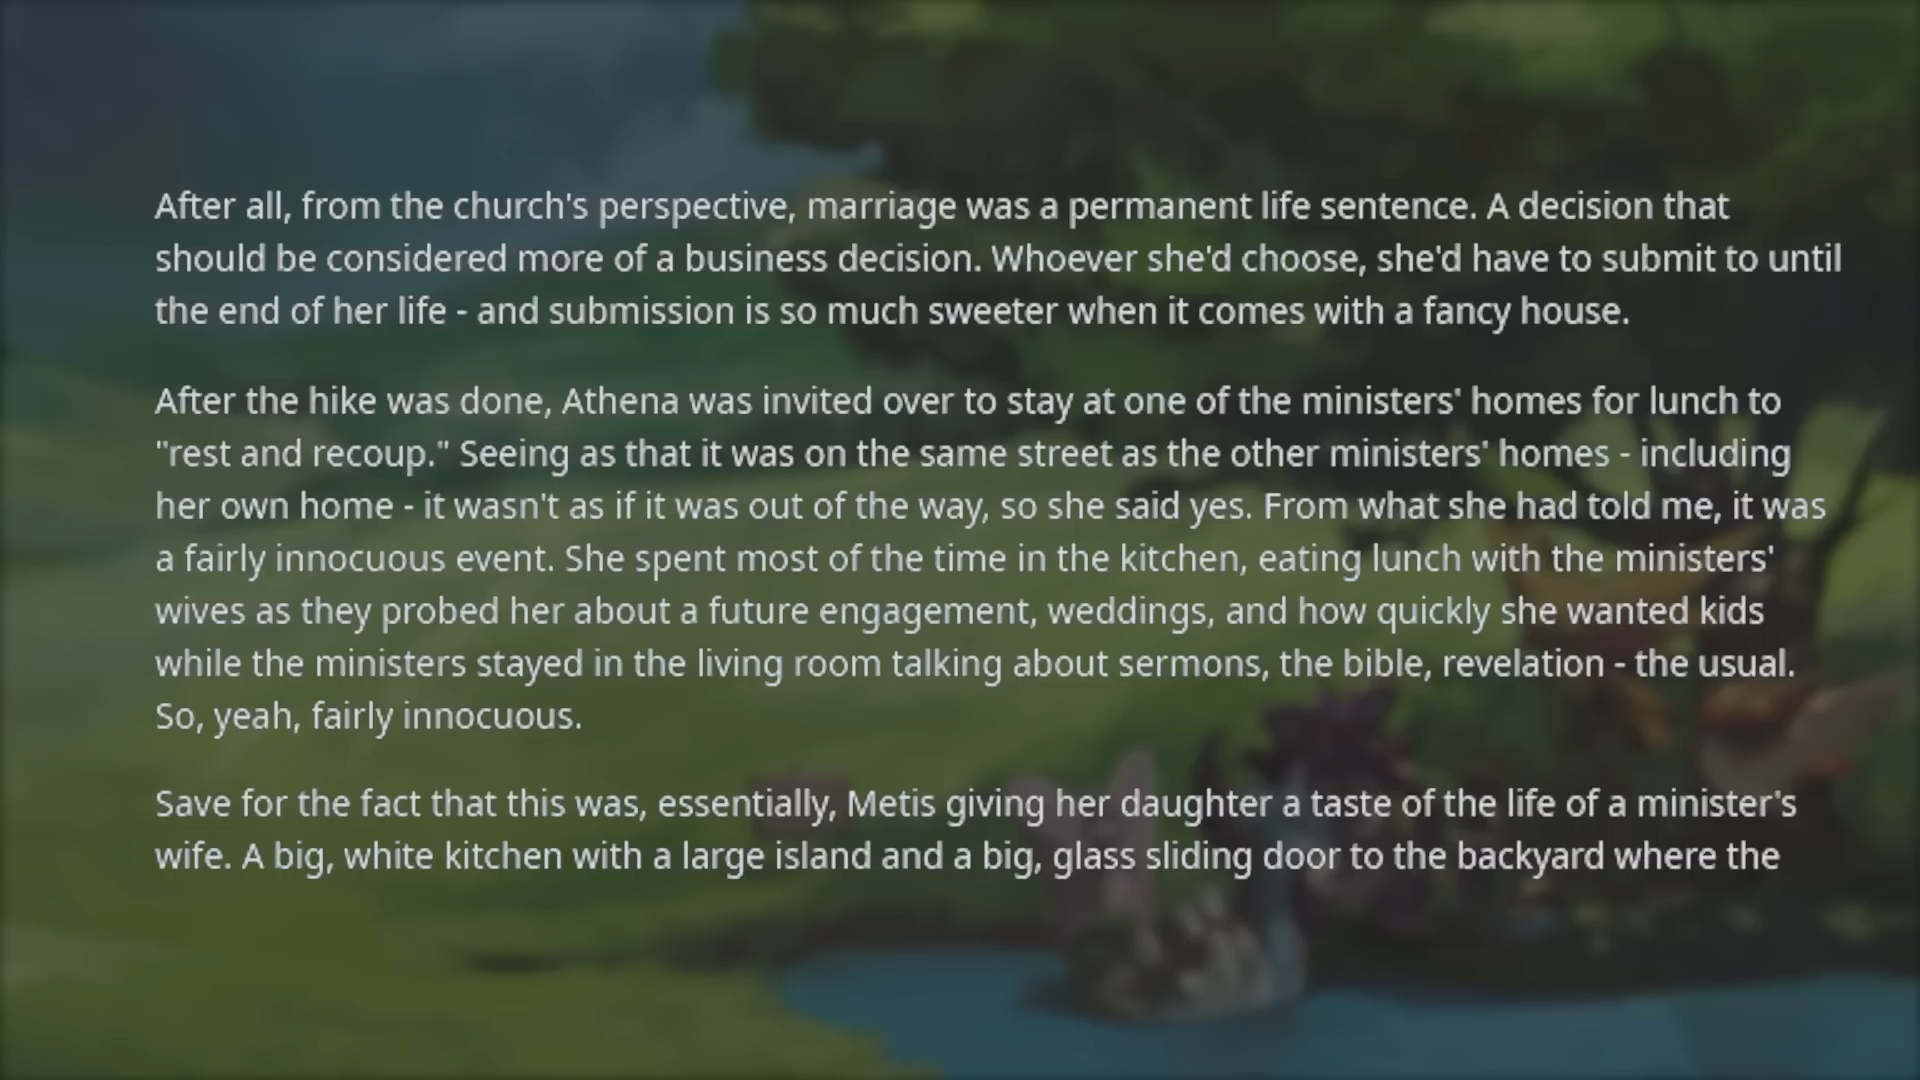 After all, from the church's perspective, marriage was a permanent life sentence. A decision that
should be considered more of a business decision. Whoever she'd choose, she'd have to submit to until
the end of her life - and submission is so much sweeter when it comes with a fancy house.
After the hike was done, Athena was invited over to stay at one of the ministers' homes for lunch to
"rest and recoup." Seeing as that it was on the same street as the other ministers' homes - including
her own home - it wasn't as if it was out of the way, so she said yes. From what she had told me, it was
a fairly innocuous event. She spent most of the time in the kitchen, eating lunch with the ministers'
wives as they probed her about a future engagement, weddings, and how quickly she wanted kids
while the ministers stayed in the living room talking about sermons, the bible, revelation - the usual.
So, yeah, fairly innocuous.
Save for the fact that this was, essentially, Metis giving her daughter a taste of the life of a minister's
wife. A big, white kitchen with a large island and a big, glass sliding door to the backyard where the